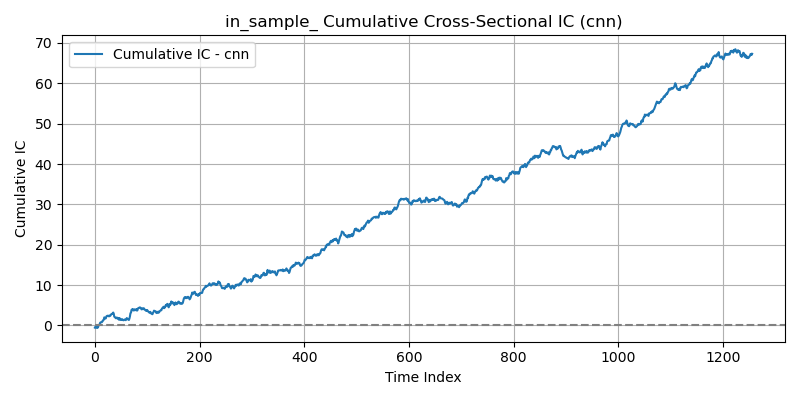 in_sample_ Cumulative Cross-Sectional IC (cnn)
Cumulative IC - cnn
Cumulative IC
70
60
50
40
30
20
10
0
0 200 400 600 800 1000 1200
Time Index